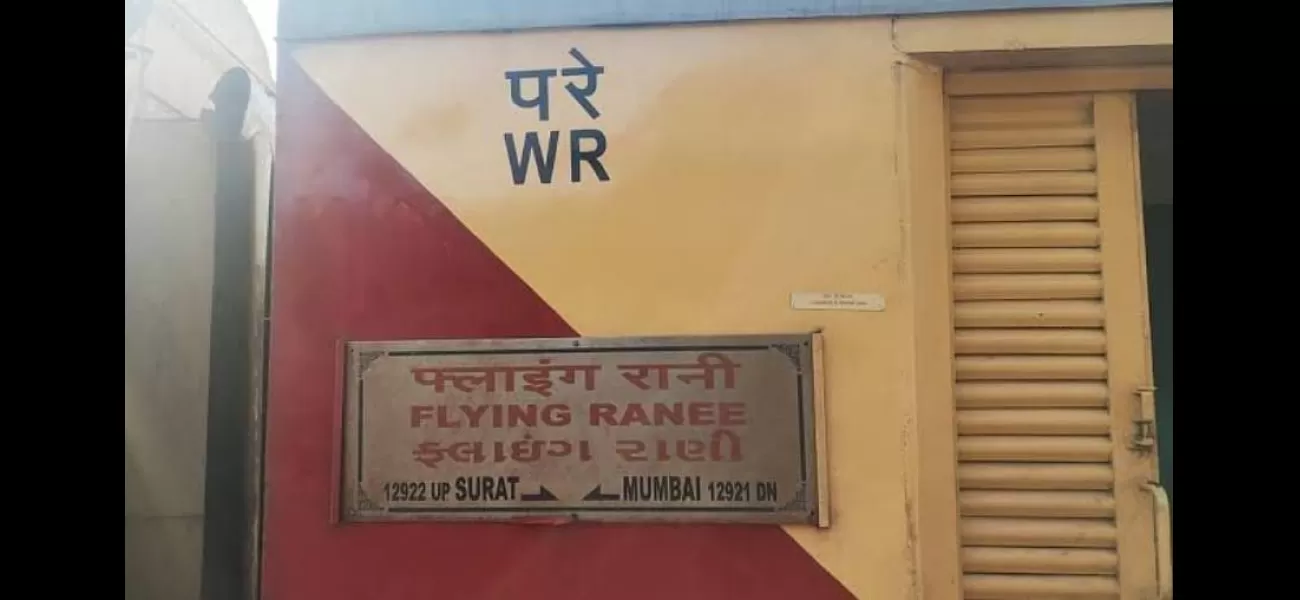 परे
WR
फ्लाइंग रानी
FLYING RANEE
ફ્લાઇંગ રાણી
12922 UP SURAT MUMBAI 12921 DN